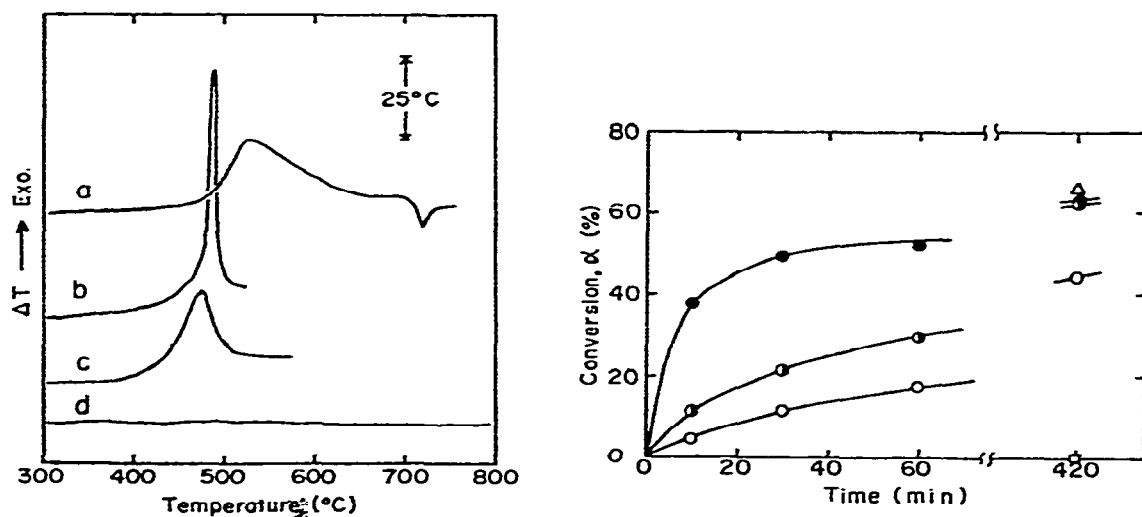 25°C
ΔT → Exo.
a
b
c
d
300 400 500 600 700 800
Temperature (°C)
80
60
40
20
0
Conversion, α (%)
0 20 40 60 420
Time (min)